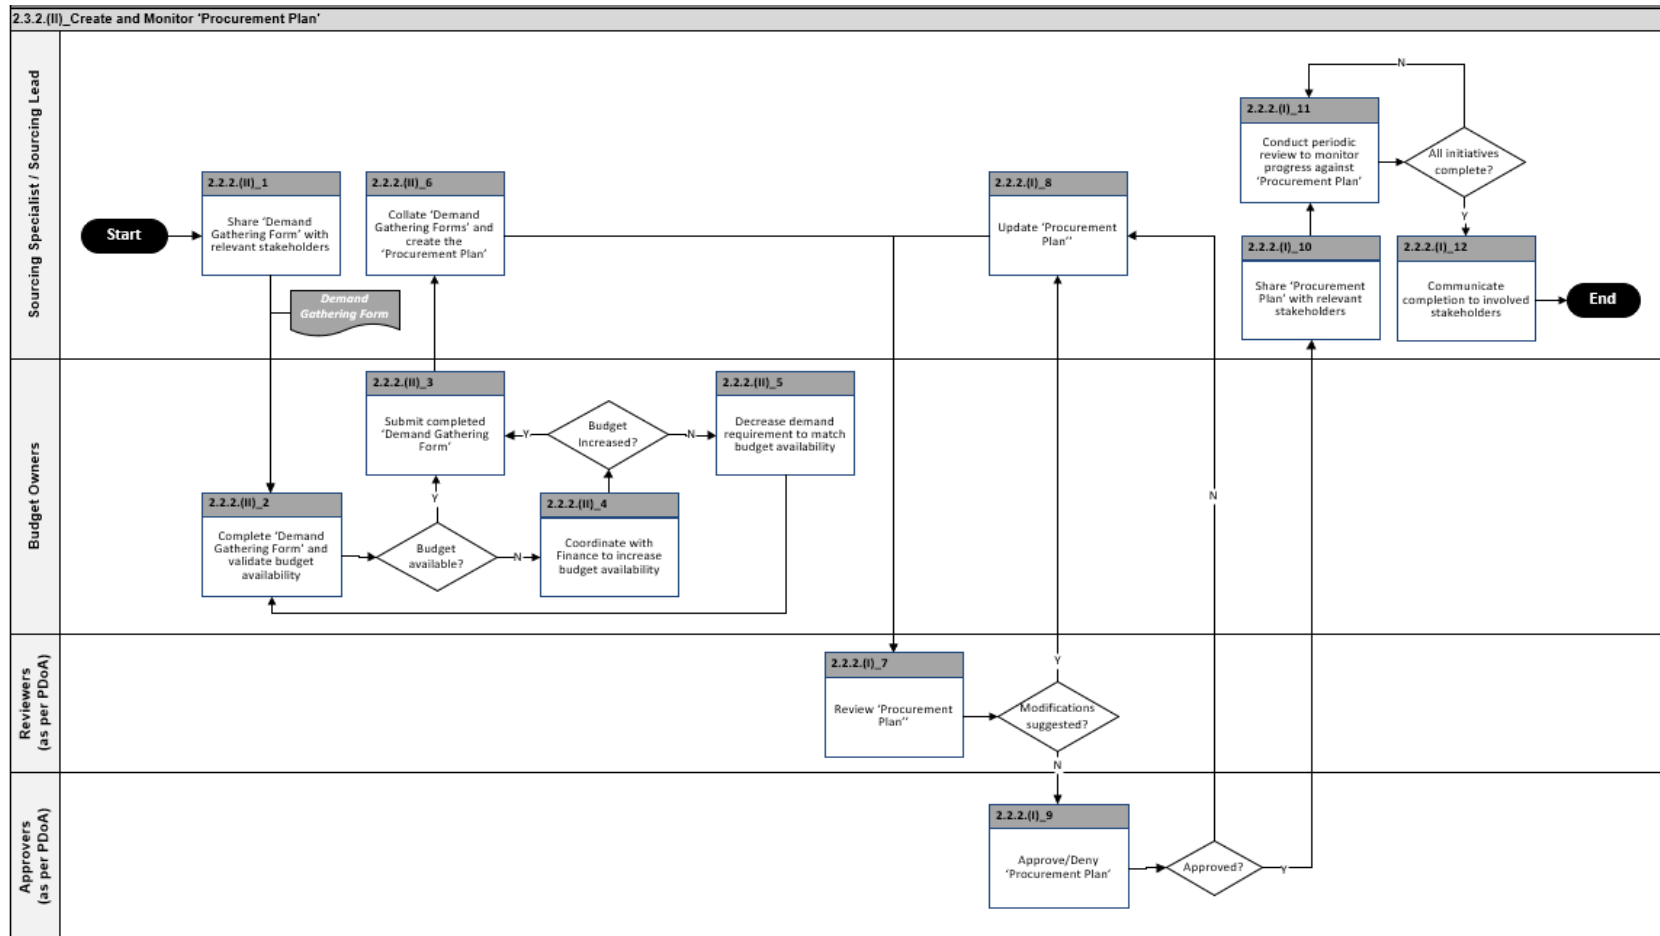 2.3.2.(II)_Create and Monitor ‘Procurement Plan’
Sourcing Specialist / Sourcing Lead
Start
2.2.2.(II)_1
Share ‘Demand
Gathering Form’ with
relevant stakeholders
Demand
Gathering Form
2.2.2.(II)_6
Collate ‘Demand
Gathering Forms’ and
create the
‘Procurement Plan’
2.2.2.(I)_8
Update ‘Procurement
Plan’’
2.2.2.(I)_11
Conduct periodic
review to monitor
progress against
‘Procurement Plan’
N
All initiatives
complete?
Y
2.2.2.(I)_10
Share ‘Procurement
Plan’ with relevant
stakeholders
2.2.2.(I)_12
Communicate
completion to involved
stakeholders
End
Budget Owners
2.2.2.(II)_2
Complete ‘Demand
Gathering Form’ and
validate budget
availability
Budget
available?
Y
N
2.2.2.(II)_3
Submit completed
‘Demand Gathering
Form’
2.2.2.(II)_4
Coordinate with
Finance to increase
budget availability
Budget
Increased?
Y
N
2.2.2.(II)_5
Decrease demand
requirement to match
budget availability
N
Reviewers
(as per PDoA)
2.2.2.(I)_7
Review ‘Procurement
Plan’’
Y
Modifications
suggested?
N
Approvers
(as per PDoA)
2.2.2.(I)_9
Approve/Deny
‘Procurement Plan’
Approved?
Y